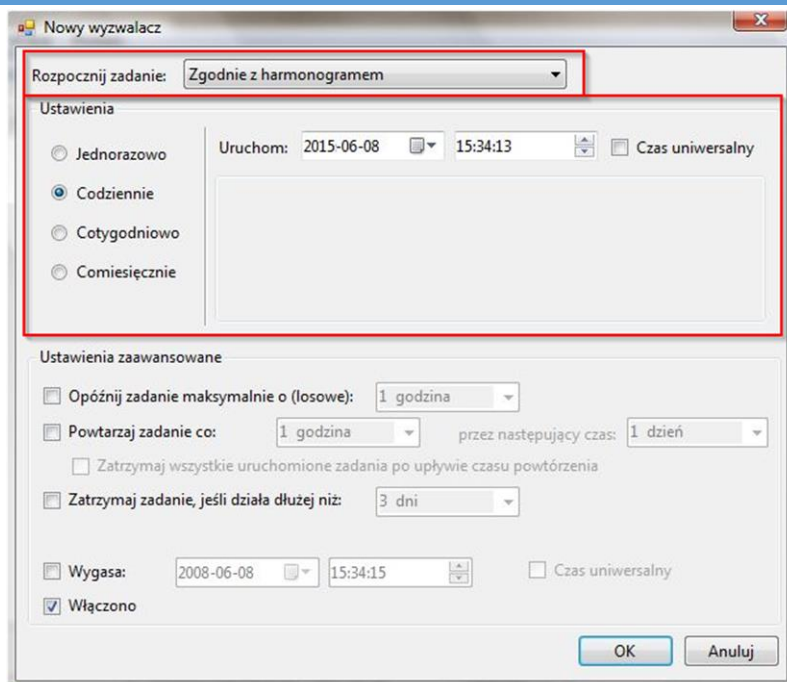 Nowy wyzwalacz
Rozpocznij zadanie: Zgodnie z harmonogramem
Ustawienia
Uruchom: 2015-06-08 15:34:13 Czas uniwersalny
Jednorazowo
Codziennie
Cotygodniowo
Comiesięcznie
Ustawienia zaawansowane
Opóźnij zadanie maksymalnie o (losowe): 1 godzina
Powtarzaj zadanie co: 1 godzina przez następujący czas: 1 dzień
Zatrzymaj wszystkie uruchomione zadania po upływie czasu powtórzenia
Zatrzymaj zadanie, jeśli działa dłużej niż: 3 dni
Wygasa: 2008-06-08 15:34:15 Czas uniwersalny
Włączono
OK Anuluj